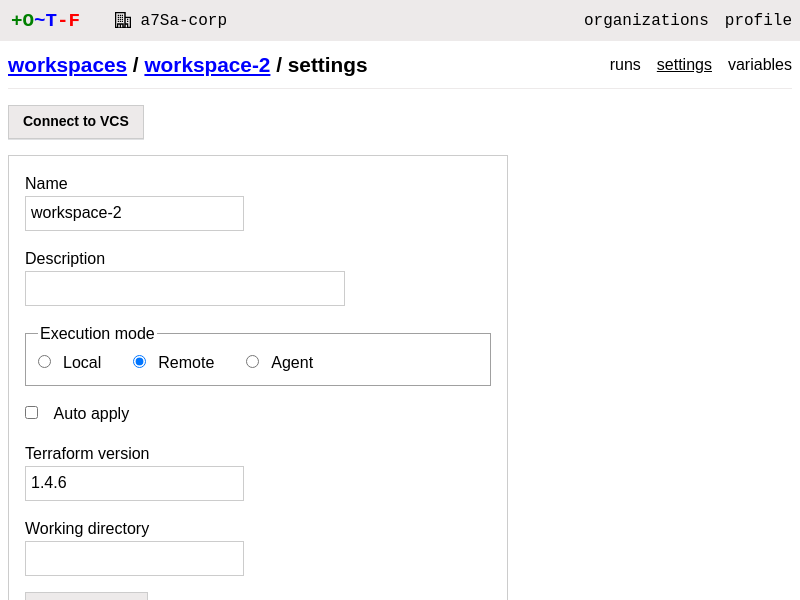 +O~T-F a7Sa-corp organizations profile
workspaces / workspace-2 / settings runs settings variables
Connect to VCS
Name
workspace-2
Description
Execution mode
Local Remote Agent
Auto apply
Terraform version
1.4.6
Working directory